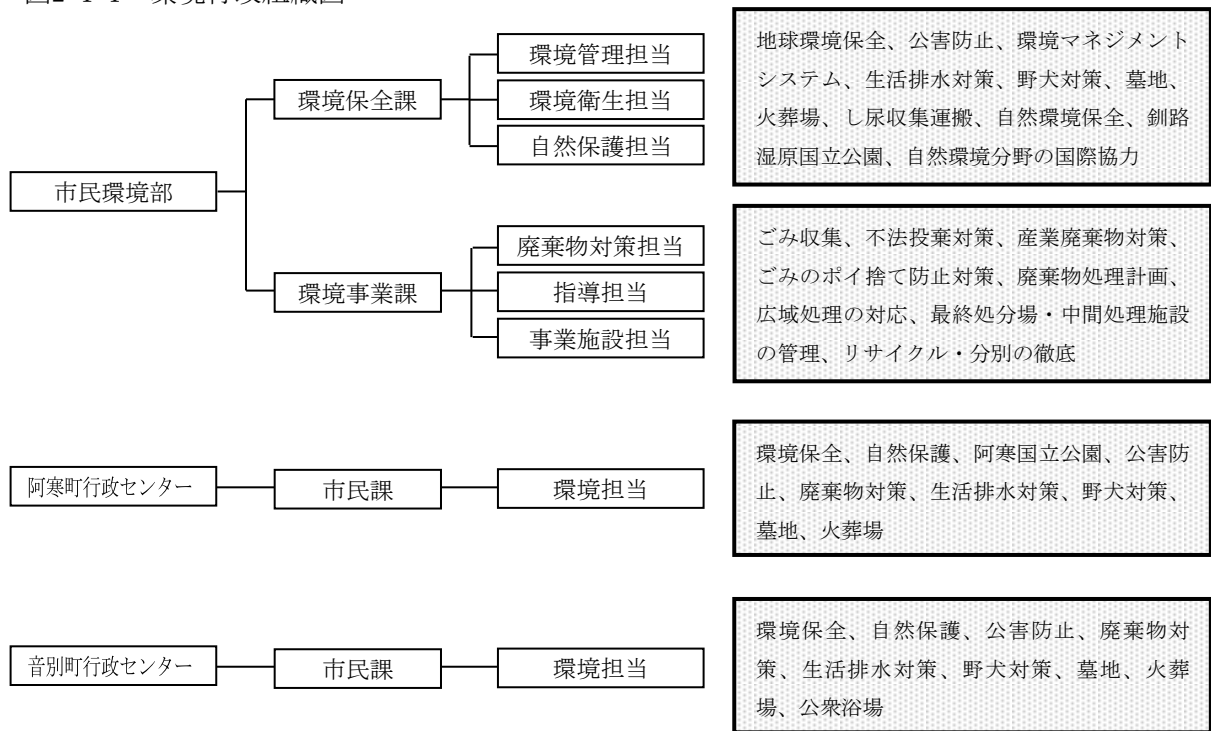 市民環境部
環境保全課
環境管理担当
環境衛生担当
自然保護担当
地球環境保全、公害防止、環境マネジメント
システム、生活排水対策、野犬対策、墓地、
火葬場、し尿収集運搬、自然環境保全、釧路
湿原国立公園、自然環境分野の国際協力
環境事業課
廃棄物対策担当
指導担当
事業施設担当
ごみ収集、不法投棄対策、産業廃棄物対策、
ごみのポイ捨て防止対策、廃棄物処理計画、
広域処理の対応、最終処分場・中間処理施設
の管理、リサイクル・分別の徹底
阿寒町行政センター
市民課
環境担当
環境保全、自然保護、阿寒国立公園、公害防
止、廃棄物対策、生活排水対策、野犬対策、
墓地、火葬場
音別町行政センター
市民課
環境担当
環境保全、自然保護、公害防止、廃棄物対
策、生活排水対策、野犬対策、墓地、火葬
場、公衆浴場